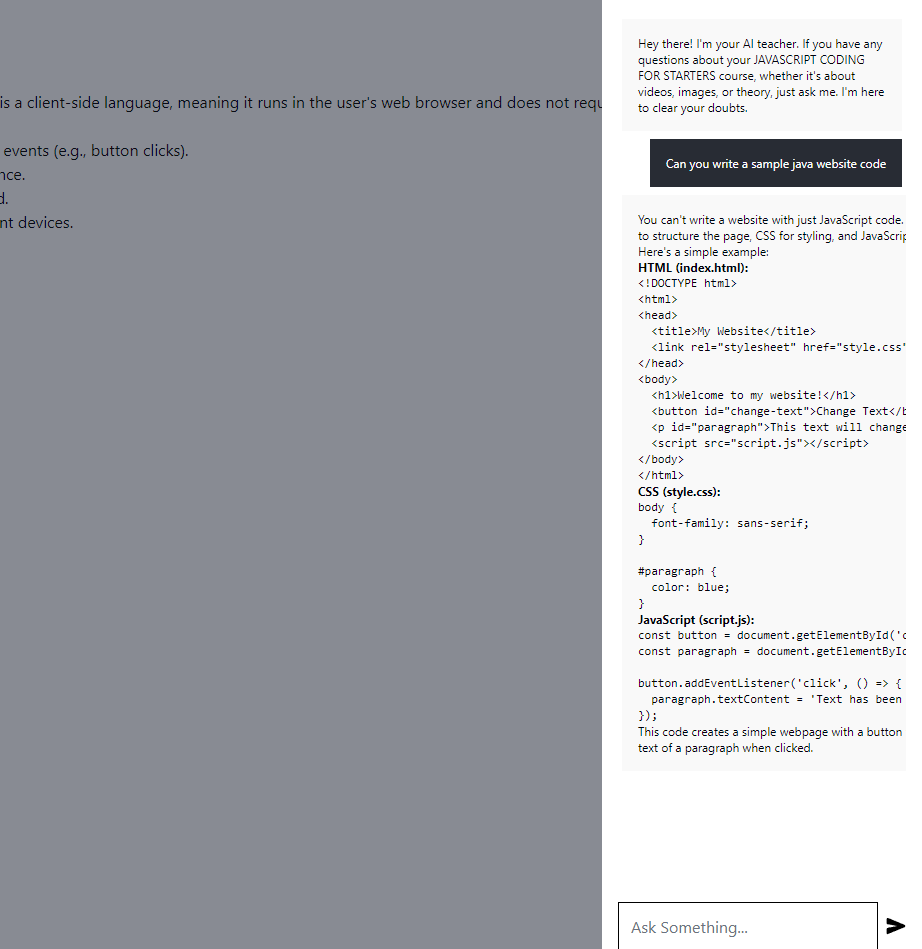 is a client-side language, meaning it runs in the user's web browser and does not requ
events (e.g., button clicks).
nce.
d.
nt devices.
Hey there! I'm your AI teacher. If you have any
questions about your JAVASCRIPT CODING
FOR STARTERS course, whether it's about
videos, images, or theory, just ask me. I'm here
to clear your doubts.
Can you write a sample java website code
You can't write a website with just JavaScript code.
to structure the page, CSS for styling, and JavaScrip
Here's a simple example:
HTML (index.html):
<!DOCTYPE html>
<html>
<head>
  <title>My Website</title>
  <link rel="stylesheet" href="style.css"
</head>
<body>
  <h1>Welcome to my website!</h1>
  <button id="change-text">Change Text</b
  <p id="paragraph">This text will change
  <script src="script.js"></script>
</body>
</html>
CSS (style.css):
body {
  font-family: sans-serif;
}
#paragraph {
  color: blue;
}
JavaScript (script.js):
const button = document.getElementById('c
const paragraph = document.getElementById
button.addEventListener('click', () => {
  paragraph.textContent = 'Text has been
});
This code creates a simple webpage with a button
text of a paragraph when clicked.
Ask Something...